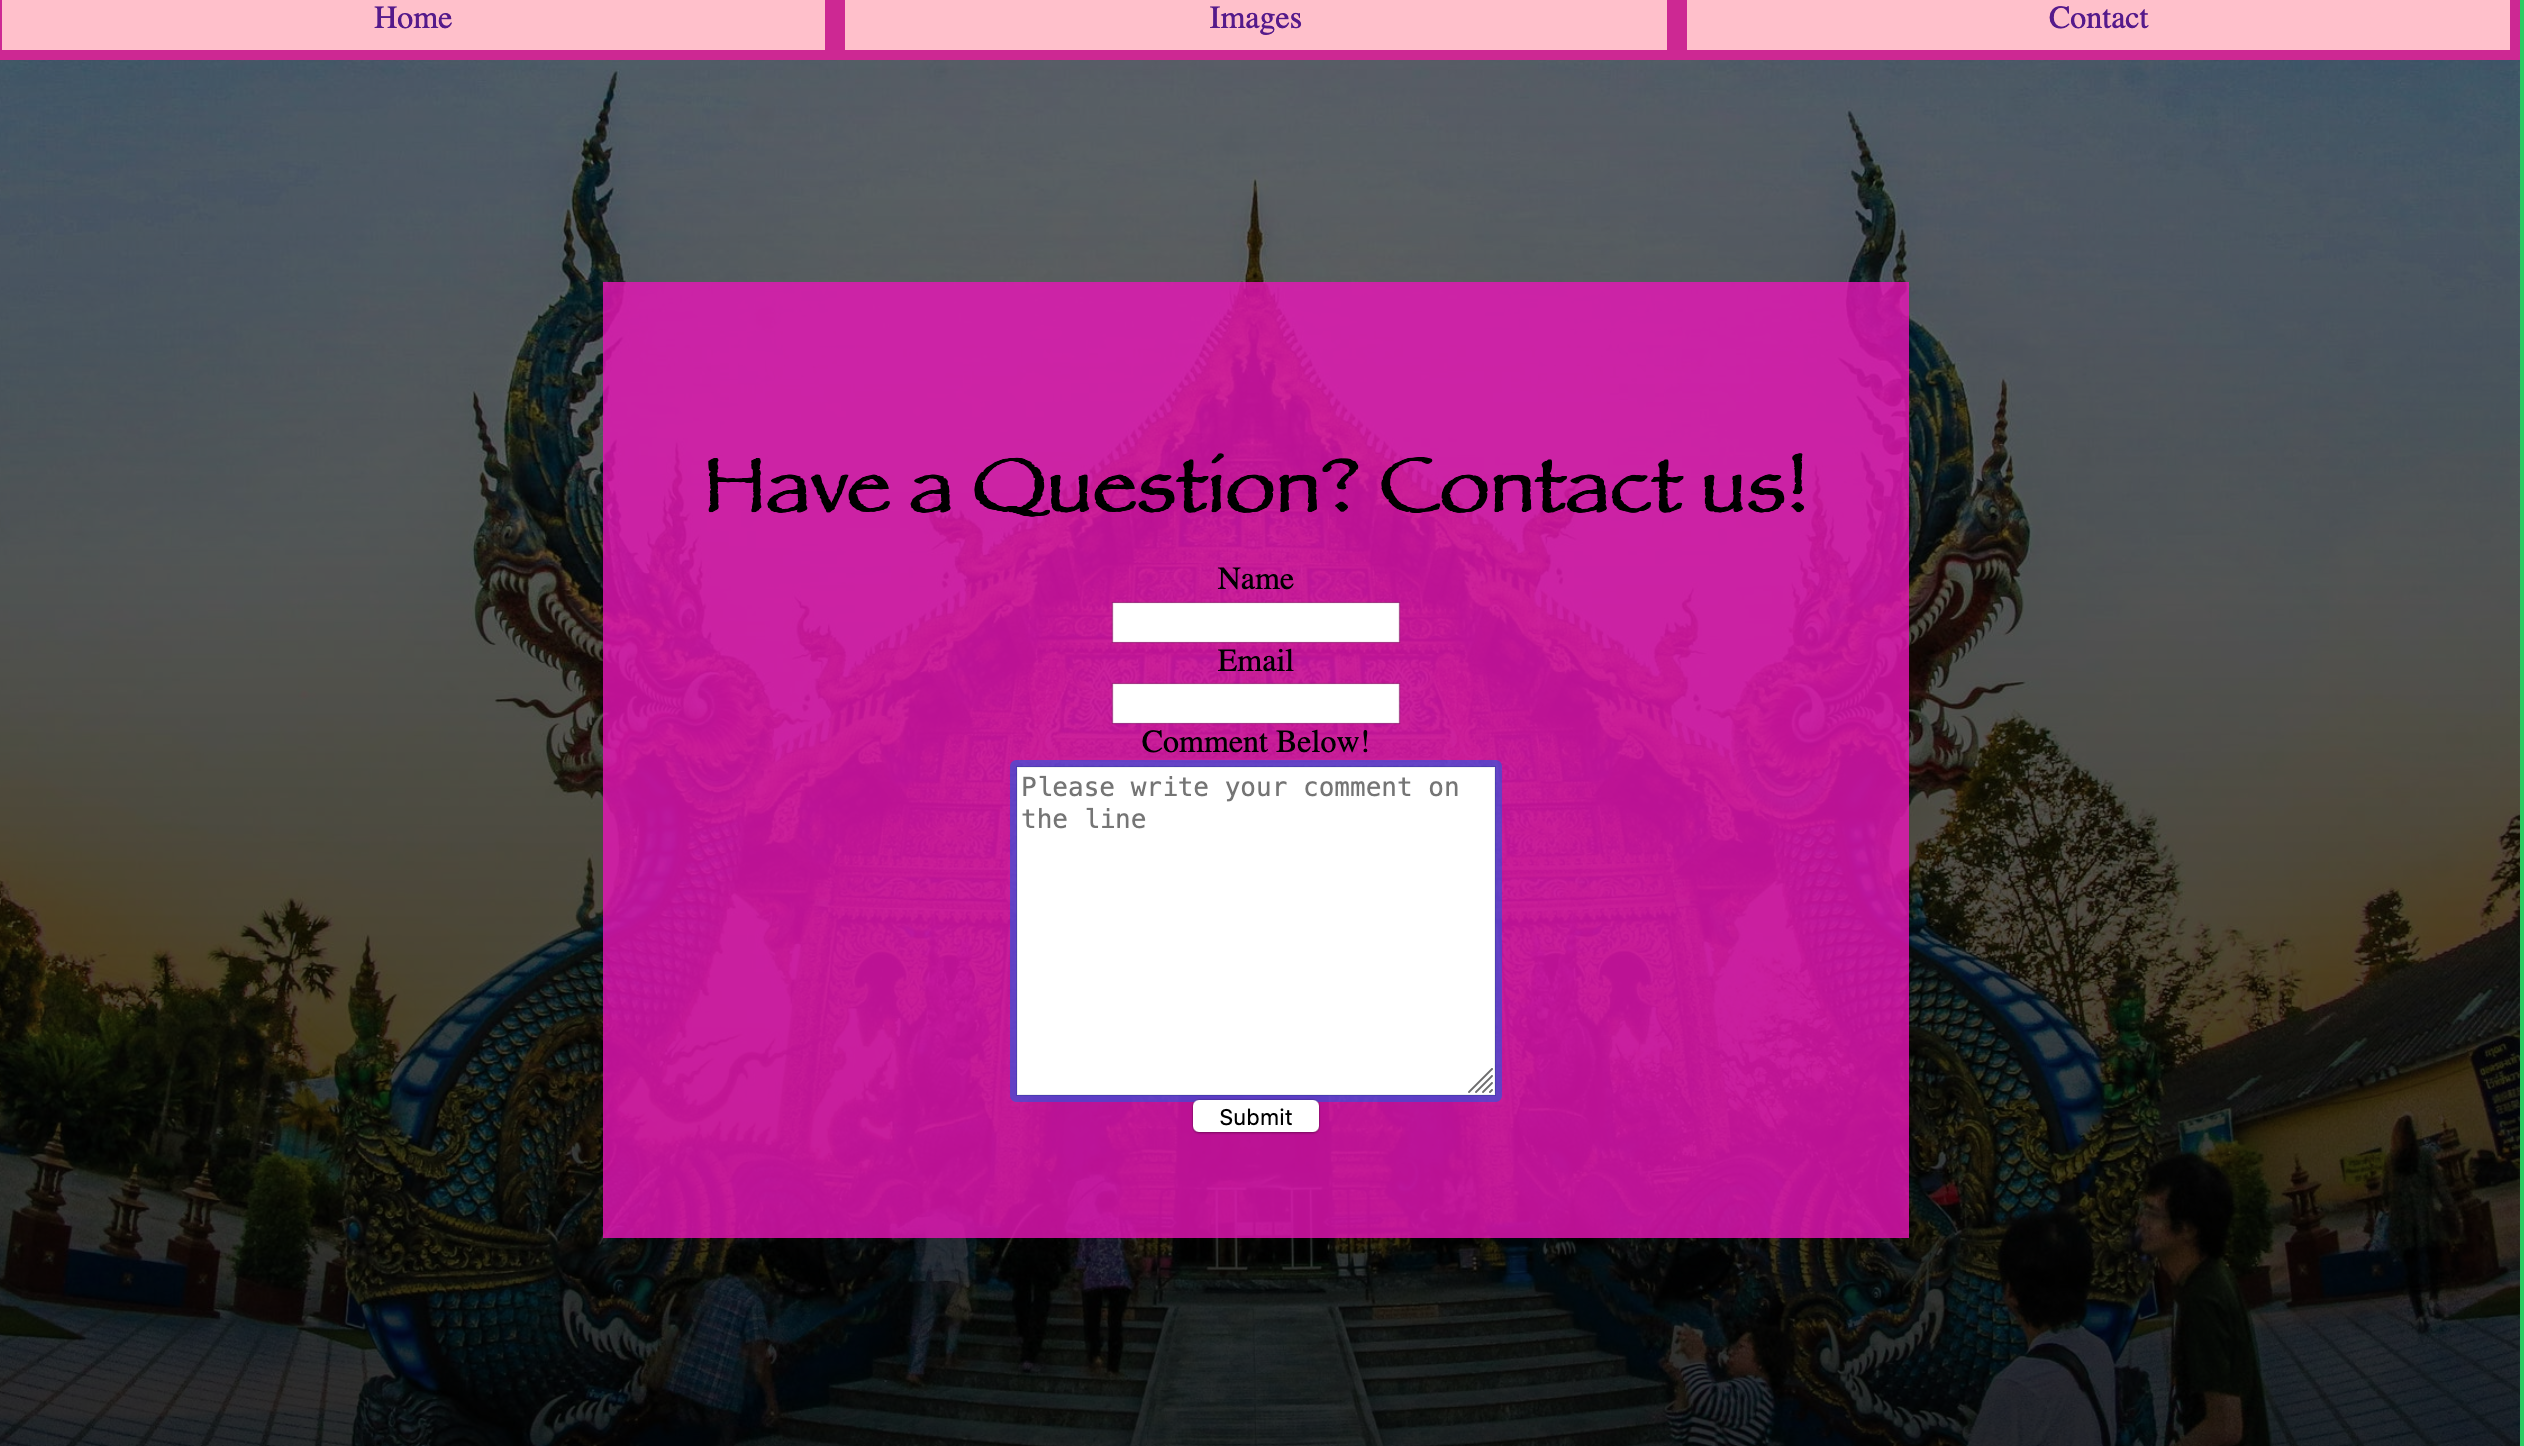 Home
Images
Contact
Have a Question? Contact us!
Name
Email
Comment Below!
Please write your comment on
the line
Submit